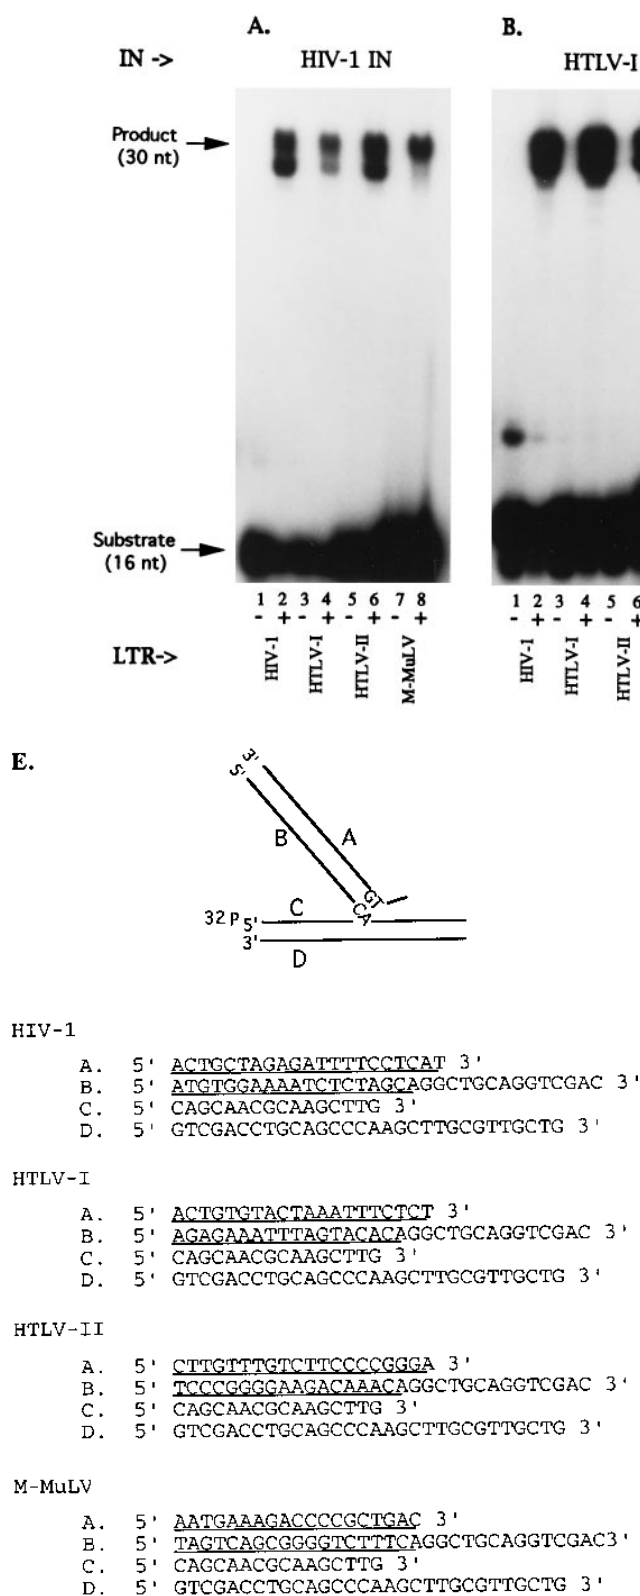 A.
B.
IN -> HIV-1 IN HTLV-I
Product
(30 nt)
Substrate
(16 nt)
1 2 3 4 5 6 7 8 1 2 3 4 5 6
- + - + - + - + - + - + - +
LTR-> HIV-1 HTLV-I HTLV-II M-MuLV HIV-1 HTLV-I HTLV-II
E.
3'
5'
B A
GT
CA
32P 5' C
3'
D
HIV-1
A. 5' ACTGCTAGAGATTTTCCTCAT 3'
B. 5' ATGTGGAAAATCTCTAGCAGGCTGCAGGTCGAC 3'
C. 5' CAGCAACGCAAGCTTG 3'
D. 5' GTCGACCTGCAGCCCAAGCTTGCGTTGCTG 3'
HTLV-I
A. 5' ACTGTGTACTAAATTTCTCT 3'
B. 5' AGAGAAATTTAGTACACAGGCTGCAGGTCGAC 3'
C. 5' CAGCAACGCAAGCTTG 3'
D. 5' GTCGACCTGCAGCCCAAGCTTGCGTTGCTG 3'
HTLV-II
A. 5' CTTGTTTGTCTTCCCCGGGA 3'
B. 5' TCCCGGGGAAGACAAACAGGCTGCAGGTCGAC 3'
C. 5' CAGCAACGCAAGCTTG 3'
D. 5' GTCGACCTGCAGCCCAAGCTTGCGTTGCTG 3'
M-MuLV
A. 5' AATGAAAGACCCCGCTGAC 3'
B. 5' TAGTCAGCGGGGTCTTTCAGGCTGCAGGTCGAC3'
C. 5' CAGCAACGCAAGCTTG 3'
D. 5' GTCGACCTGCAGCCCAAGCTTGCGTTGCTG 3'